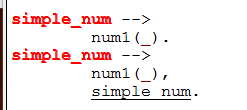 simple_num -->
num1(_).
simple_num -->
num1(_),
simple_num.